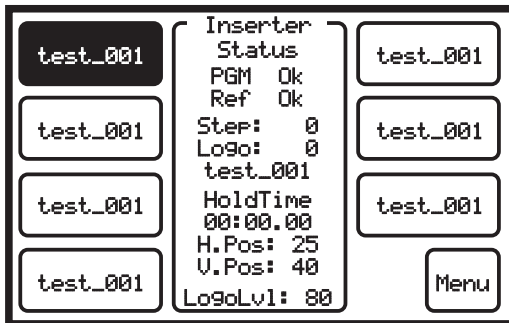 test_001
test_001
test_001
test_001
Inserter
Status
PGM Ok
Ref Ok
Step: 0
Logo: 0
test_001
HoldTime
00:00.00
H.Pos: 25
V.Pos: 40
LogoLvl: 80
test_001
test_001
test_001
Menu